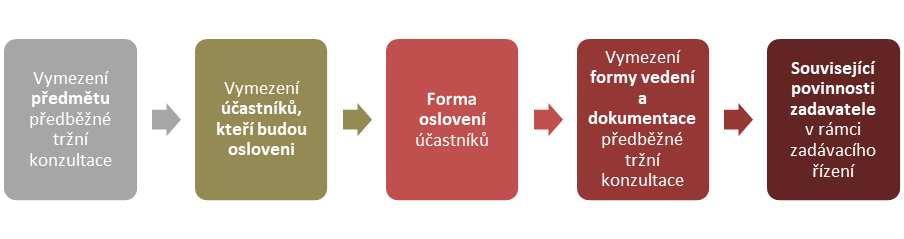 Vymezení
předmětu
předběžné
tržní
konzultace
Vymezení
účastníků,
kteří budou
osloveni
Forma
oslovení
účastníků
Vymezení
formy vedení
a
dokumentace
předběžné
tržní
konzultace
Související
povinnosti
zadavatele
v rámci
zadávacího
řízení